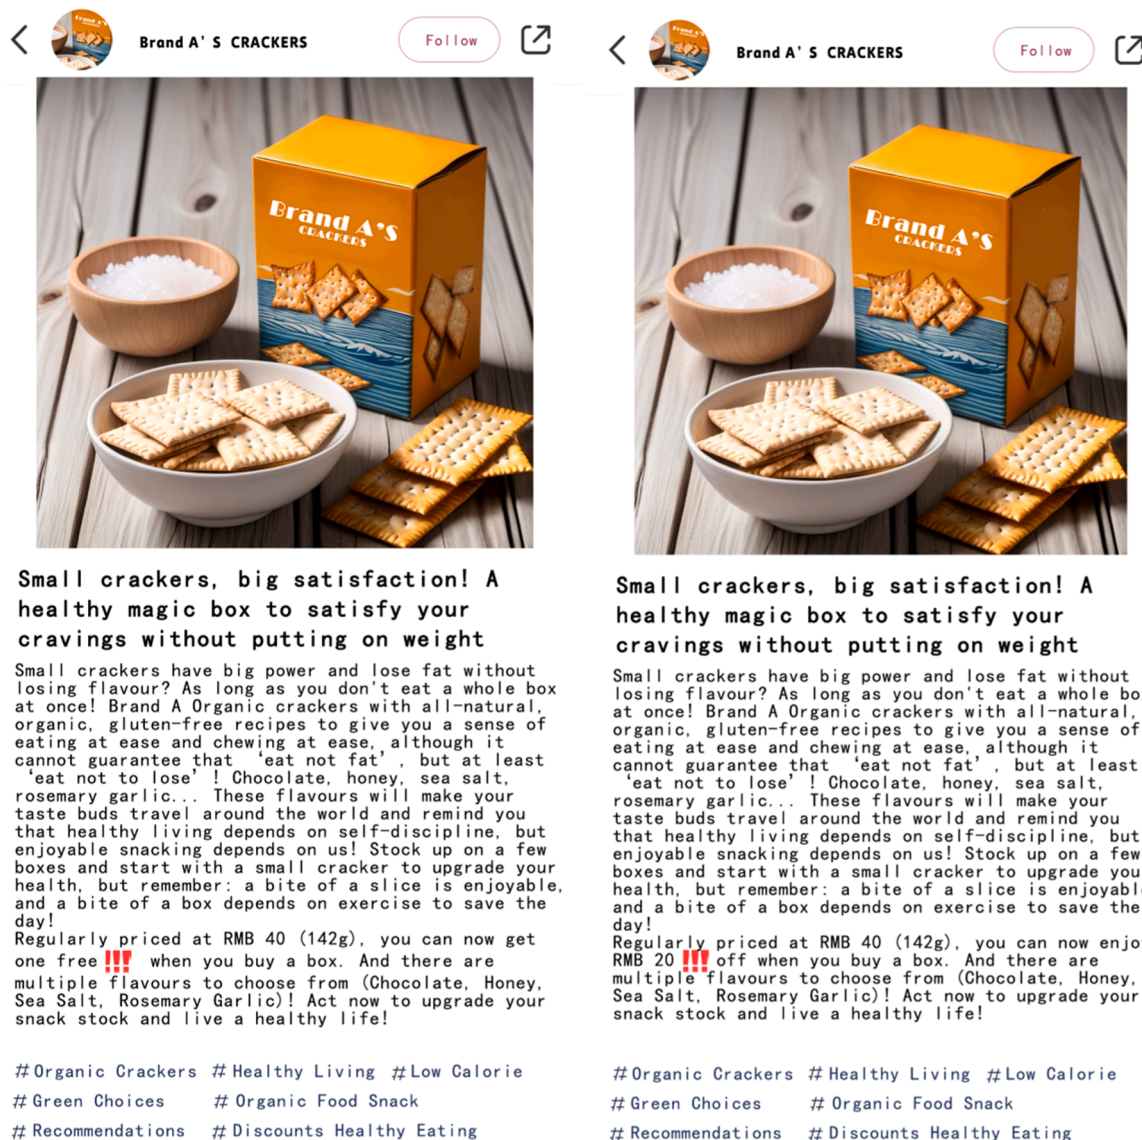 Brand A'S CRACKERS
Follow
Brand A'S
CRACKERS
Small crackers, big satisfaction! A
healthy magic box to satisfy your
cravings without putting on weight
Small crackers have big power and lose fat without
losing flavour? As long as you don't eat a whole box
at once! Brand A Organic crackers with all-natural,
organic, gluten-free recipes to give you a sense of
eating at ease and chewing at ease, although it
cannot guarantee that 'eat not fat', but at least
'eat not to lose'! Chocolate, honey, sea salt,
rosemary garlic... These flavours will make your
taste buds travel around the world and remind you
that healthy living depends on self-discipline, but
enjoyable snacking depends on us! Stock up on a few
boxes and start with a small cracker to upgrade your
health, but remember: a bite of a slice is enjoyable,
and a bite of a box depends on exercise to save the
day!
Regularly priced at RMB 40 (142g), you can now get
one free!!! when you buy a box. And there are
multiple flavours to choose from (Chocolate, Honey,
Sea Salt, Rosemary Garlic)! Act now to upgrade your
snack stock and live a healthy life!
#Organic Crackers #Healthy Living #Low Calorie
#Green Choices # Organic Food Snack
# Recommendations # Discounts Healthy Eating
Brand A'S CRACKERS
Follow
Brand A'S
CRACKERS
Small crackers, big satisfaction! A
healthy magic box to satisfy your
cravings without putting on weight
Small crackers have big power and lose fat without
losing flavour? As long as you don't eat a whole bo
at once! Brand A Organic crackers with all-natural,
organic, gluten-free recipes to give you a sense of
eating at ease and chewing at ease, although it
cannot guarantee that 'eat not fat', but at least
'eat not to lose'! Chocolate, honey, sea salt,
rosemary garlic... These flavours will make your
taste buds travel around the world and remind you
that healthy living depends on self-discipline, but
enjoyable snacking depends on us! Stock up on a few
boxes and start with a small cracker to upgrade you
health, but remember: a bite of a slice is enjoyabl
and a bite of a box depends on exercise to save the
day!
Regularly priced at RMB 40 (142g), you can now enjo
RMB 20 !!! off when you buy a box. And there are
multiple flavours to choose from (Chocolate, Honey,
Sea Salt, Rosemary Garlic)! Act now to upgrade your
snack stock and live a healthy life!
#Organic Crackers #Healthy Living #Low Calorie
#Green Choices # Organic Food Snack
# Recommendations # Discounts Healthy Eating